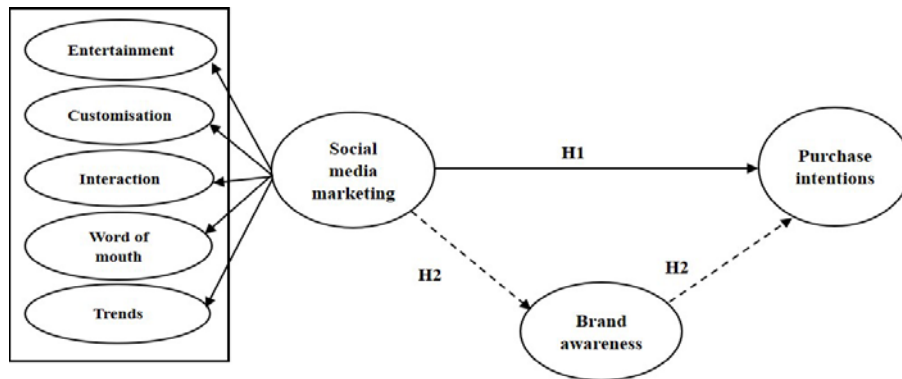 Entertainment
Customisation
Interaction
Word of
mouth
Trends
Social
media
marketing
H1
Purchase
intentions
H2
H2
Brand
awareness